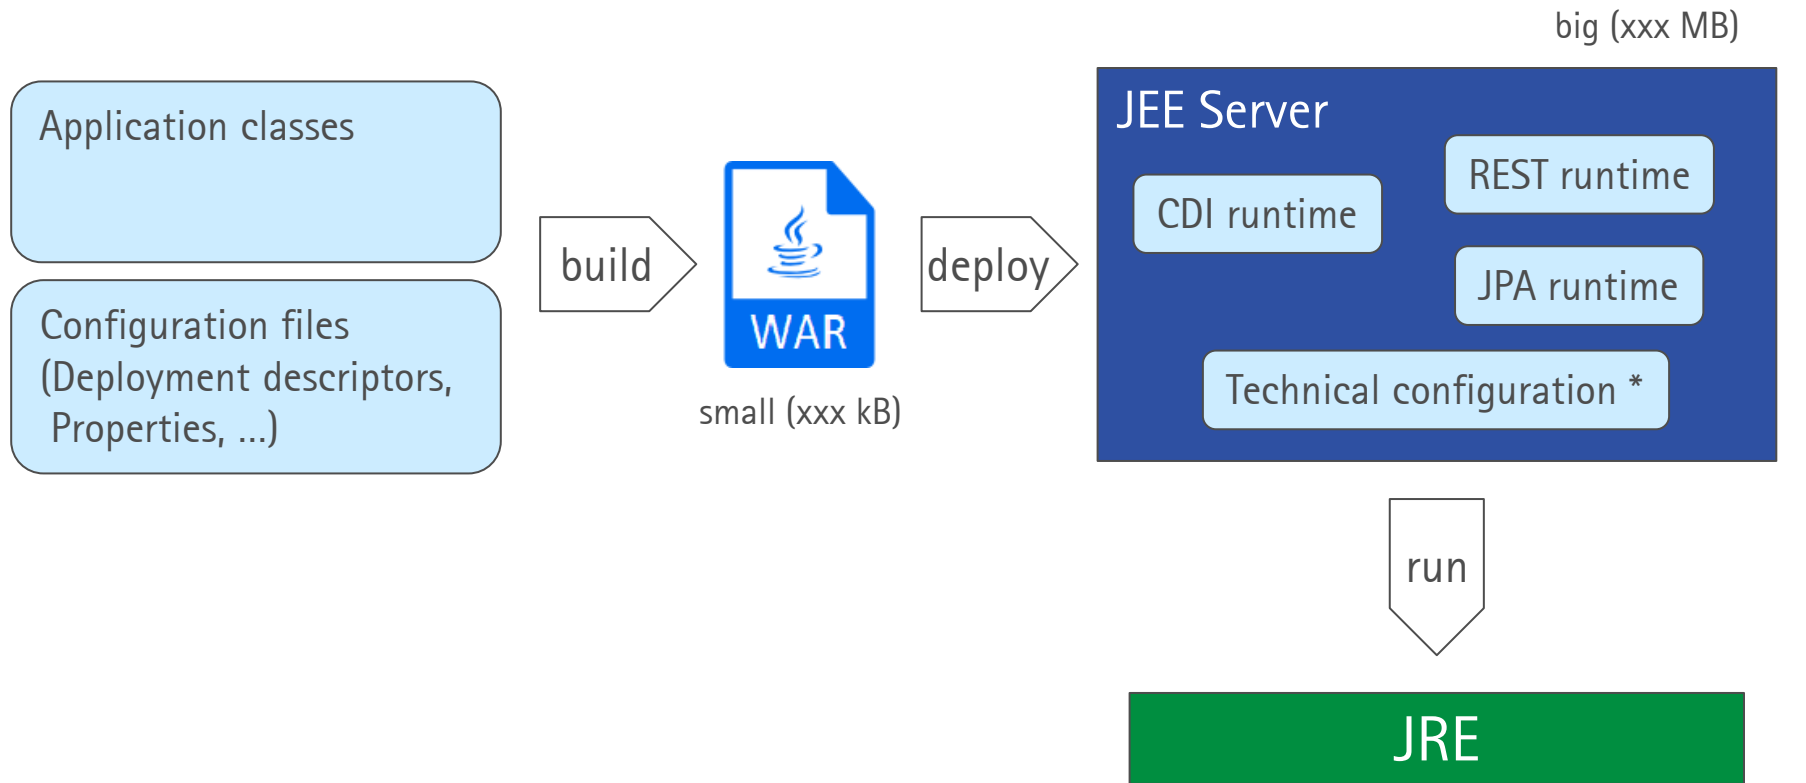 big (xxx MB)
Application classes
Configuration files
(Deployment descriptors,
Properties, ...)
build
WAR
small (xxx kB)
deploy
JEE Server
REST runtime
CDI runtime
JPA runtime
Technical configuration *
run
JRE